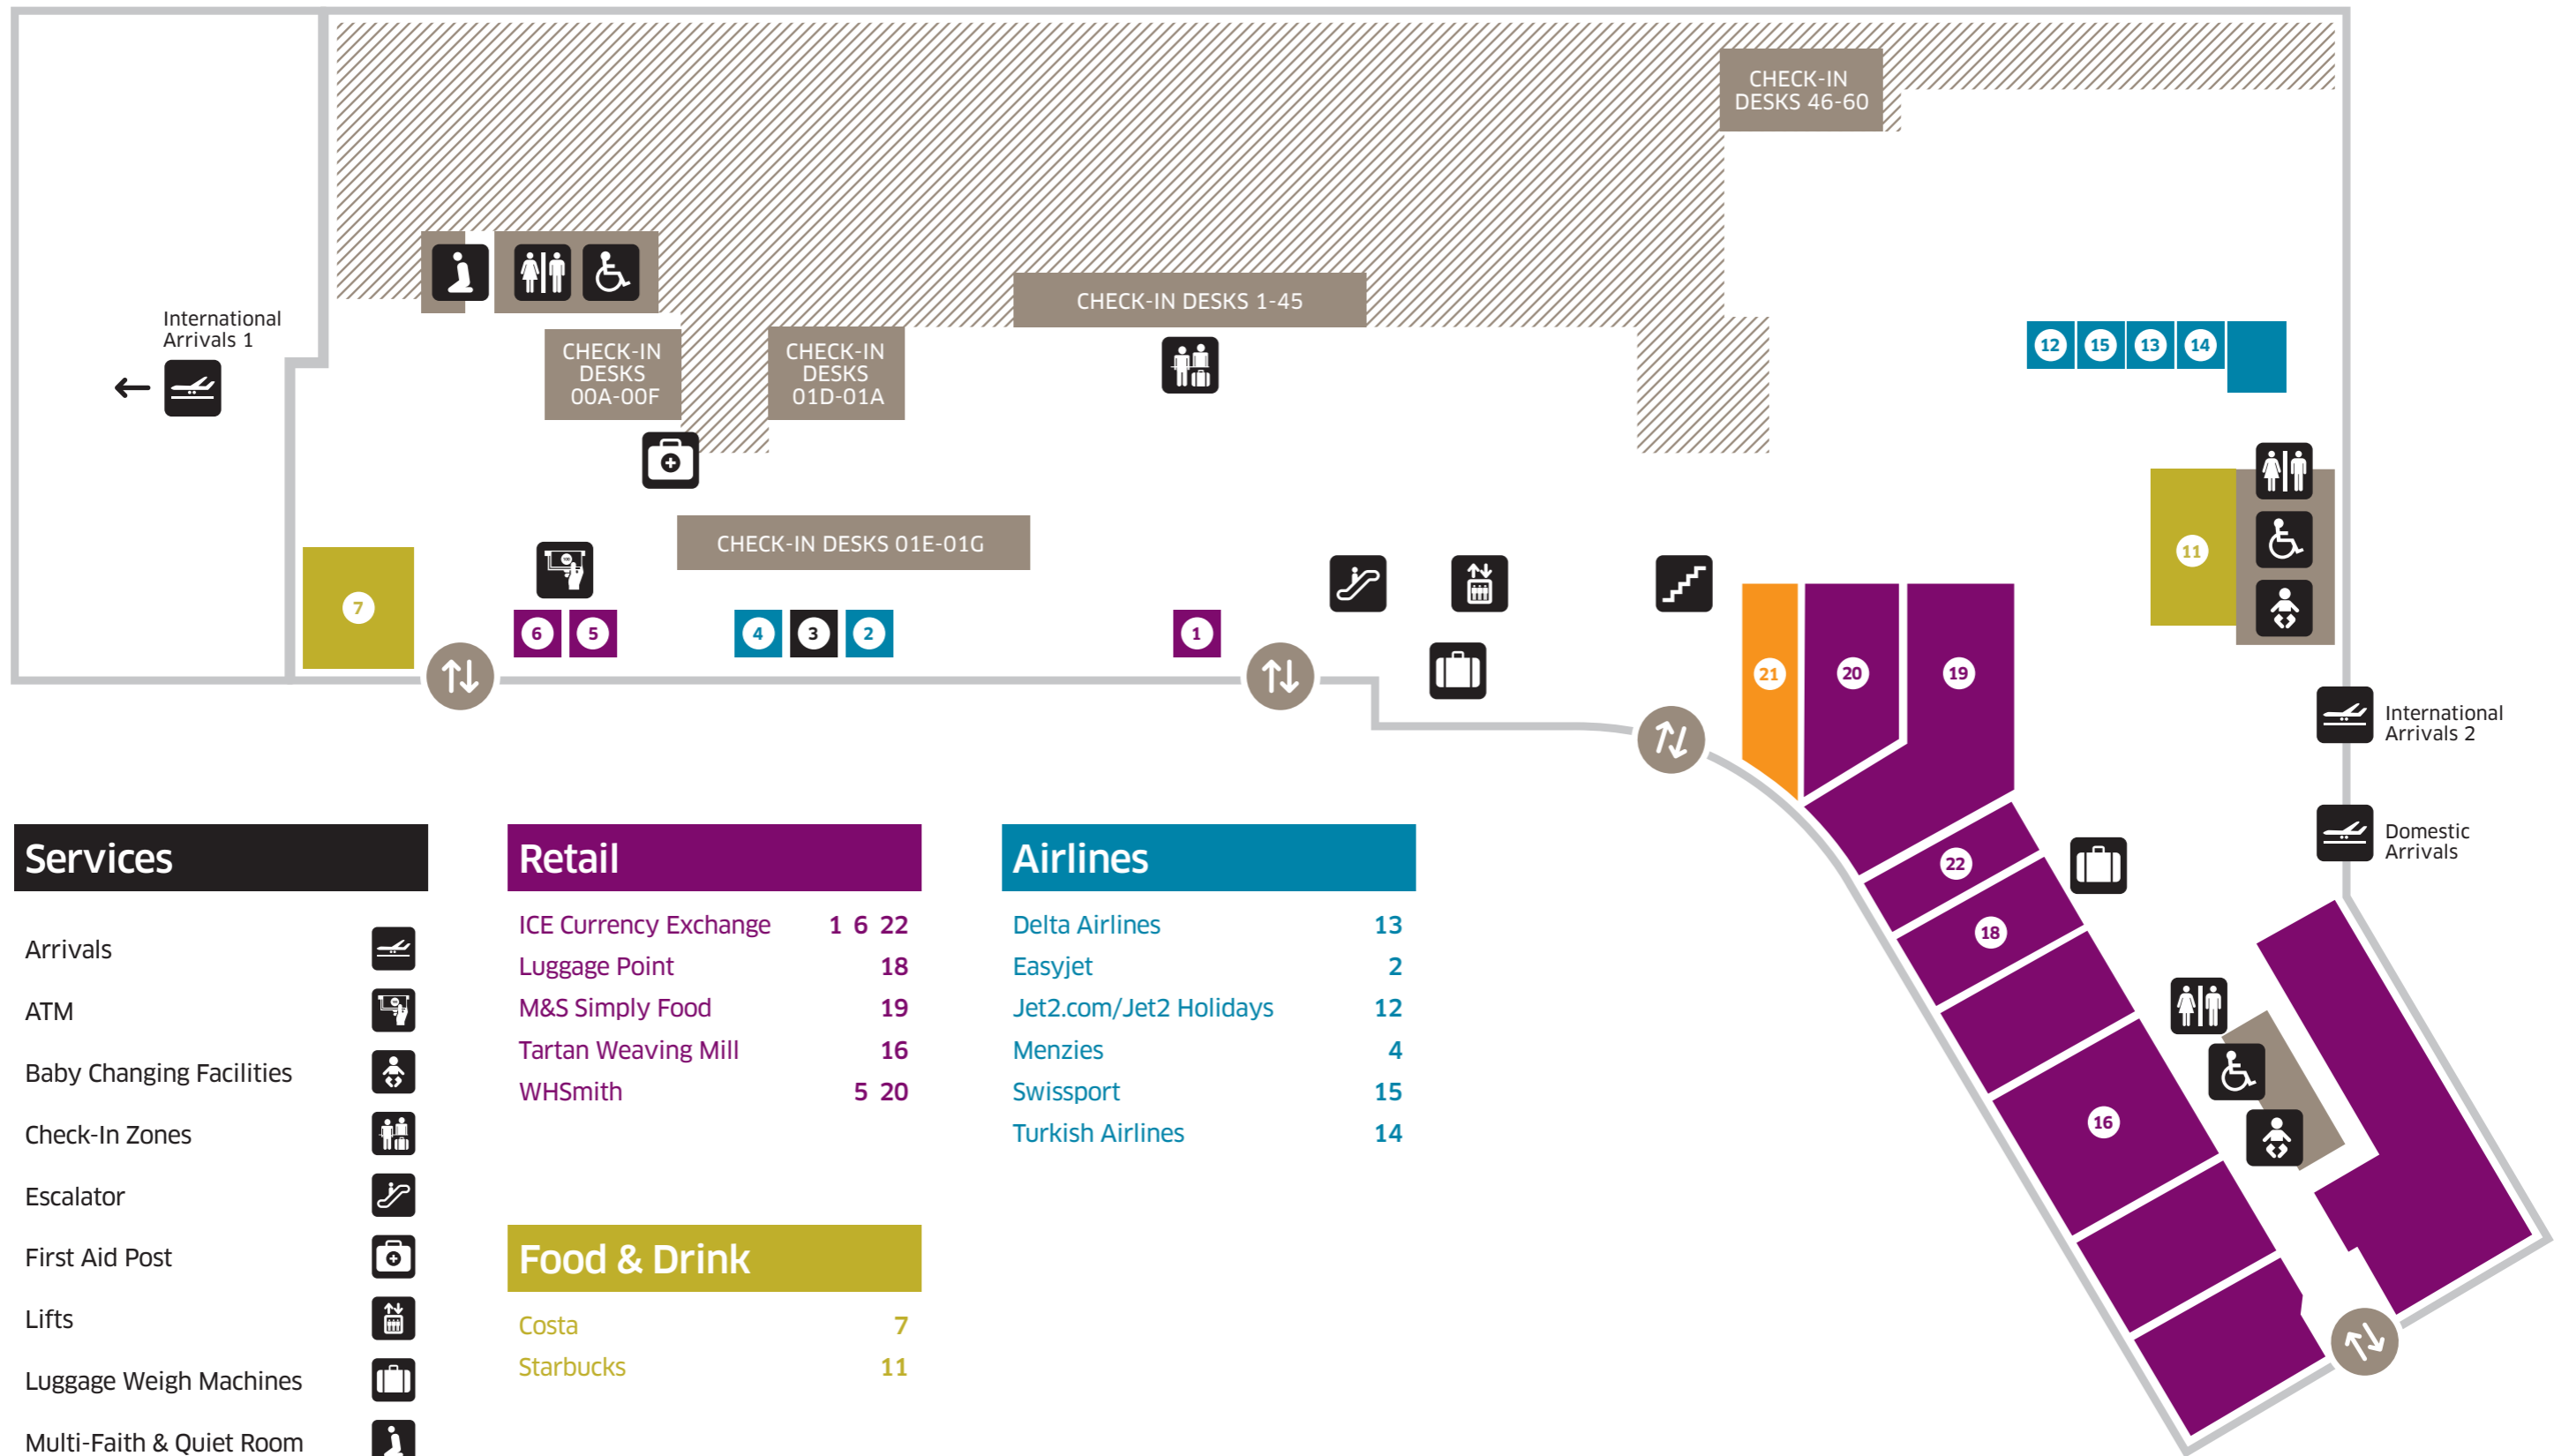 CHECK-IN
DESKS 46-60
CHECK-IN DESKS 1-45
International
Arrivals 1
CHECK-IN
DESKS
00A-00F
CHECK-IN
DESKS
01D-01A
12 15 13 14
CHECK-IN DESKS 01E-01G
11
7
6 5
4 3 2
1
21 20 19
International
Arrivals 2
Domestic
Arrivals
22
18
16
Services
Arrivals
ATM
Baby Changing Facilities
Check-In Zones
Escalator
First Aid Post
Lifts
Luggage Weigh Machines
Multi-Faith & Quiet Room
Retail
ICE Currency Exchange 1 6 22
Luggage Point 18
M&S Simply Food 19
Tartan Weaving Mill 16
WHSmith 5 20
Food & Drink
Costa 7
Starbucks 11
Airlines
Delta Airlines 13
Easyjet 2
Jet2.com/Jet2 Holidays 12
Menzies 4
Swissport 15
Turkish Airlines 14